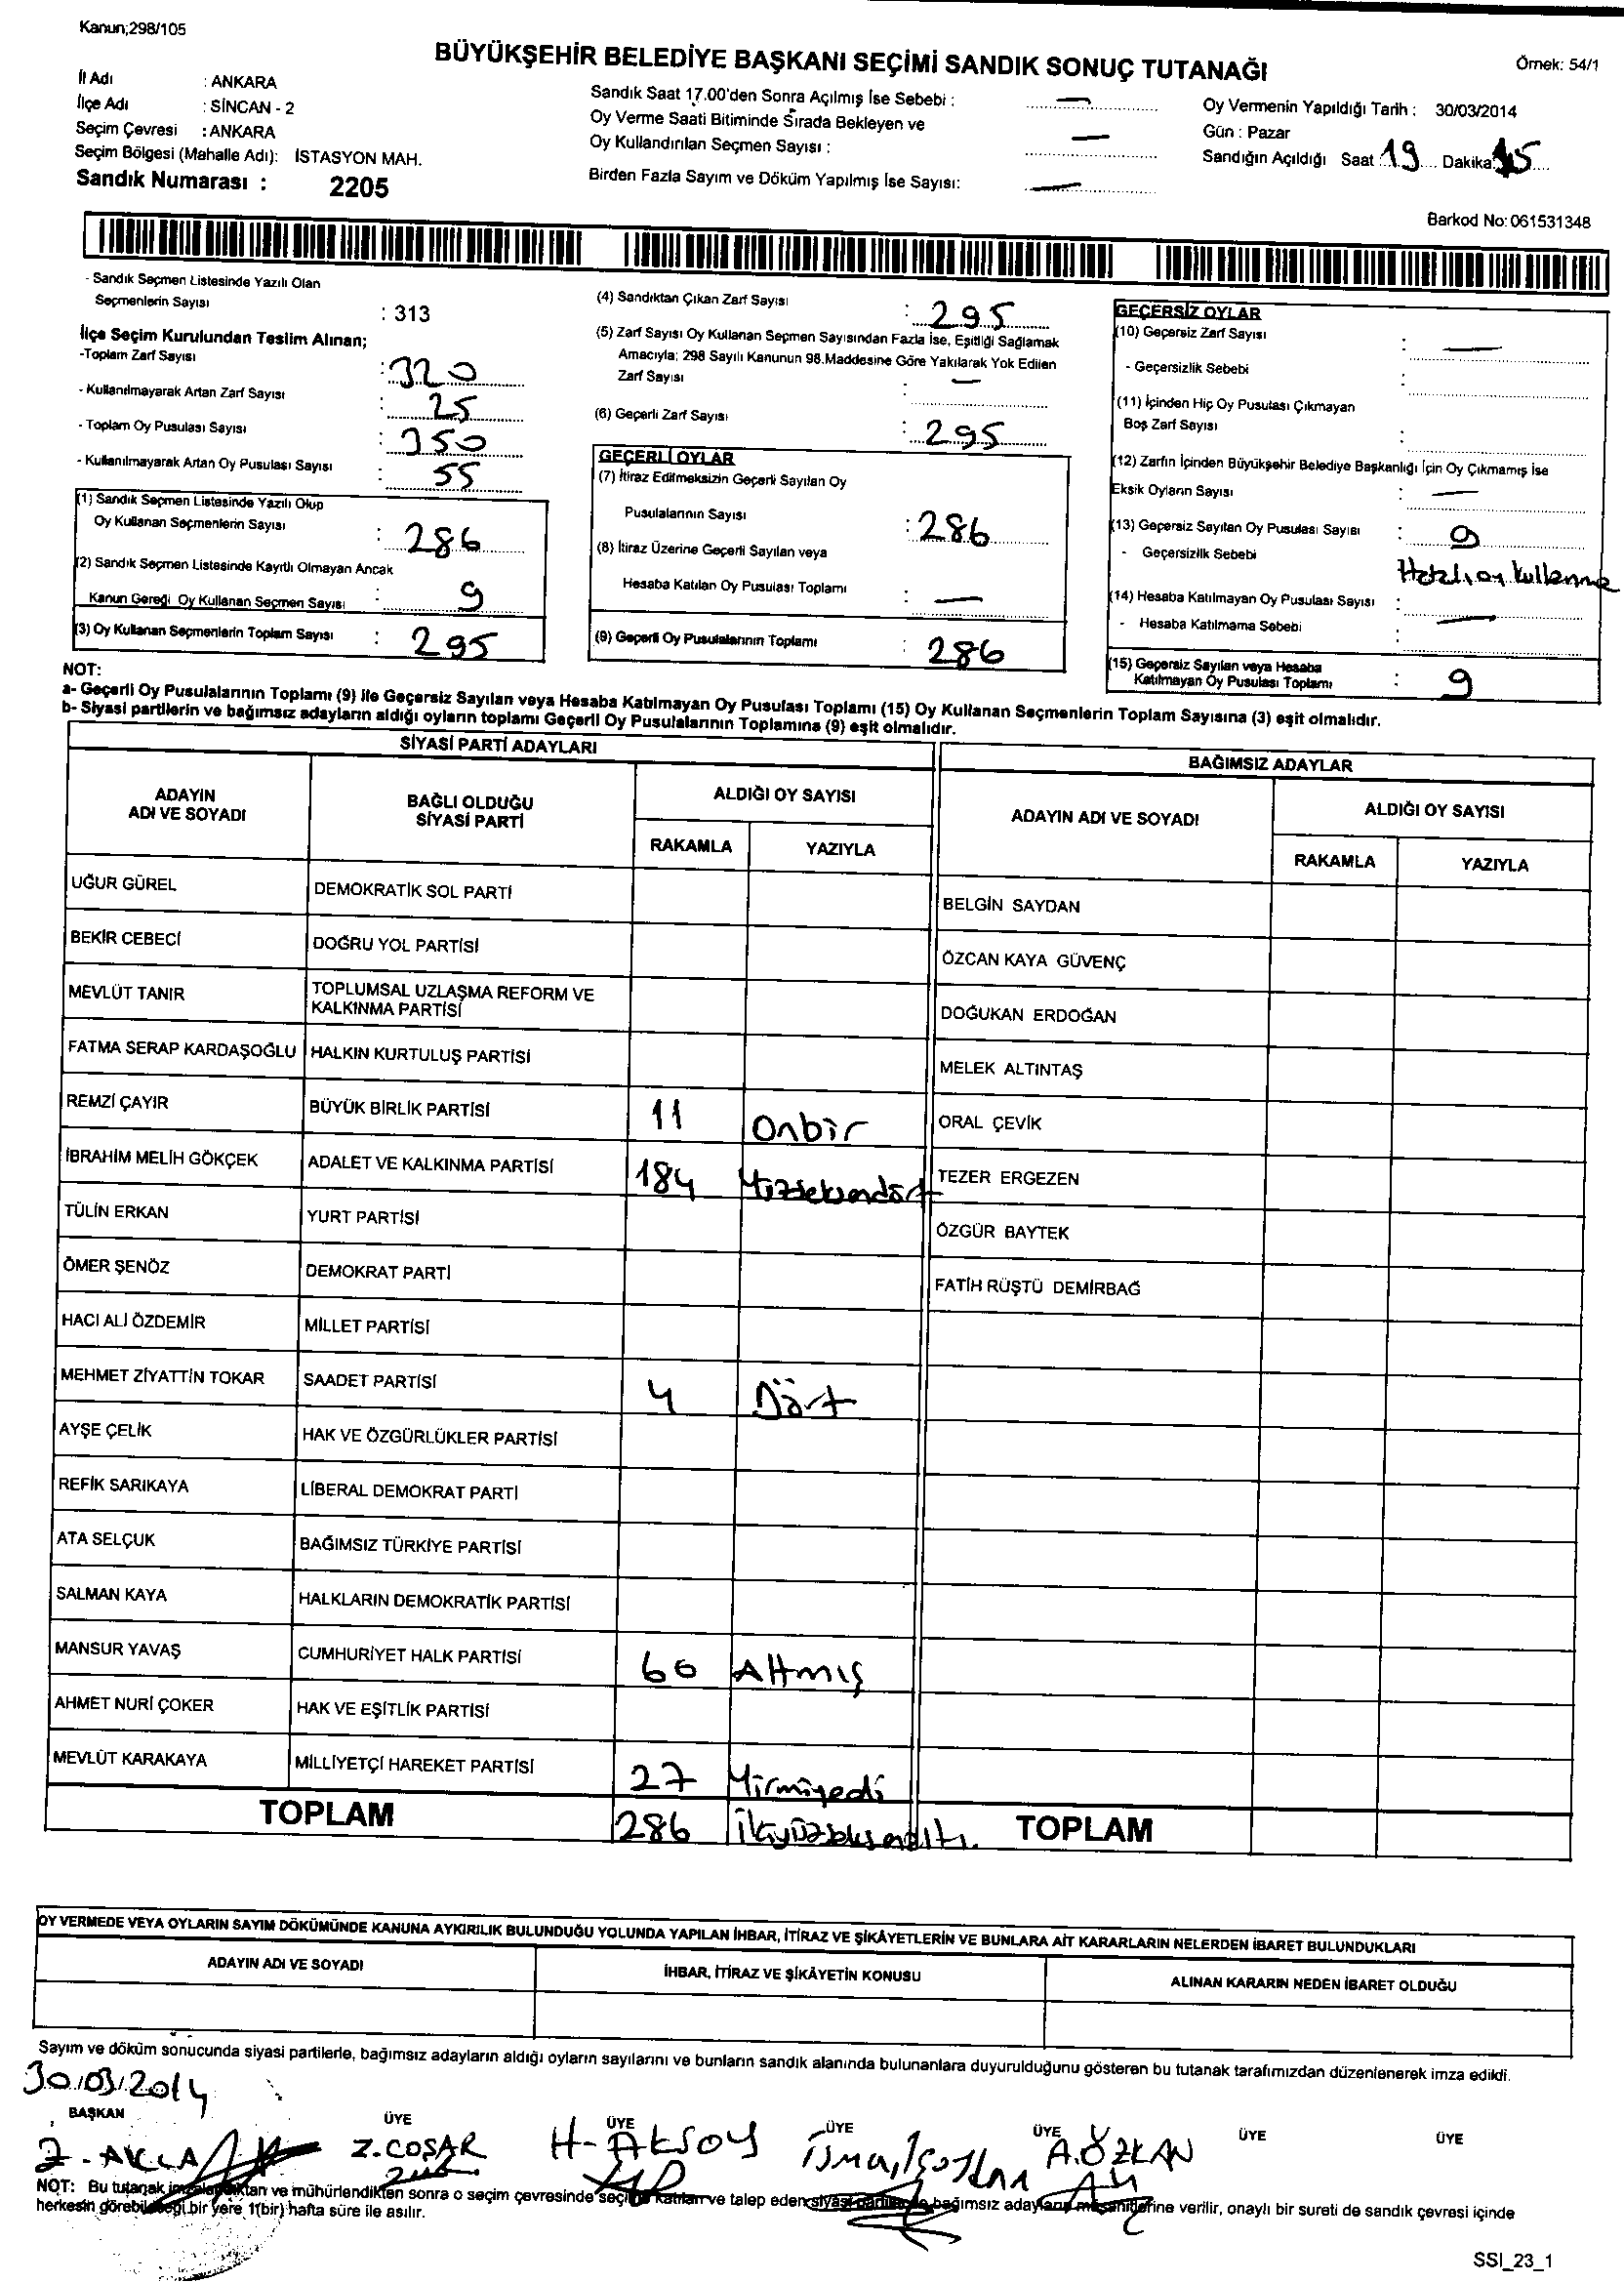 Kanun;298/105
BÜYÜKŞEHİR BELEDİYE BAŞKANI SEÇİMİ SANDIK SONUÇ TUTANAĞI
Örnek: 54/1
İl Adı : ANKARA
İlçe Adı : SİNCAN - 2
Seçim Çevresi : ANKARA
Seçim Bölgesi (Mahalle Adı): İSTASYON MAH.
Sandık Numarası : 2205
Sandık Saat 17.00'den Sonra Açılmış İse Sebebi : —
Oy Verme Saati Bitiminde Sırada Bekleyen ve
Oy Kullandırılan Seçmen Sayısı : —
Birden Fazla Sayım ve Döküm Yapılmış İse Sayısı: —
Oy Vermenin Yapıldığı Tarih : 30/03/2014
Gün : Pazar
Sandığın Açıldığı Saat : 19 Dakika
Barkod No: 061531348
- Sandık Seçmen Listesinde Yazılı Olan
Seçmenlerin Sayısı : 313
İlçe Seçim Kurulundan Teslim Alınan;
-Toplam Zarf Sayısı : 320
- Kullanılmayarak Artan Zarf Sayısı : 25
- Toplam Oy Pusulası Sayısı : 350
- Kullanılmayarak Artan Oy Pusulası Sayısı : 55
(1) Sandık Seçmen Listesinde Yazılı Olup
Oy Kullanan Seçmenlerin Sayısı : 286
(2) Sandık Seçmen Listesinde Kayıtlı Olmayan Ancak
Kanun Gereği Oy Kullanan Seçmen Sayısı : 9
(3) Oy Kullanan Seçmenlerin Toplam Sayısı : 295
(4) Sandıktan Çıkan Zarf Sayısı : 295
(5) Zarf Sayısı Oy Kullanan Seçmen Sayısından Fazla İse, Eşitliği Sağlamak
Amacıyla; 298 Sayılı Kanunun 98.Maddesine Göre Yakılarak Yok Edilen
Zarf Sayısı : —
(6) Geçerli Zarf Sayısı : 295
GEÇERLİ OYLAR
(7) İtiraz Edilmeksizin Geçerli Sayılan Oy
Pusulalarının Sayısı : 286
(8) İtiraz Üzerine Geçerli Sayılan veya
Hesaba Katılan Oy Pusulası Toplamı : —
(9) Geçerli Oy Pusulalarının Toplamı : 286
GEÇERSİZ OYLAR
(10) Geçersiz Zarf Sayısı : —
- Geçersizlik Sebebi :
(11) İçinden Hiç Oy Pusulası Çıkmayan
Boş Zarf Sayısı :
(12) Zarfın İçinden Büyükşehir Belediye Başkanlığı İçin Oy Çıkmamış İse
Eksik Oyların Sayısı : —
(13) Geçersiz Sayılan Oy Pusulası Sayısı : 9
- Geçersizlik Sebebi Hatalı oy kullanma
(14) Hesaba Katılmayan Oy Pusulası Sayısı : —
- Hesaba Katılmama Sebebi :
(15) Geçersiz Sayılan veya Hesaba
Katılmayan Oy Pusulası Toplamı : 9
NOT:
a- Geçerli Oy Pusulalarının Toplamı (9) ile Geçersiz Sayılan veya Hesaba Katılmayan Oy Pusulası Toplamı (15) Oy Kullanan Seçmenlerin Toplam Sayısına (3) eşit olmalıdır.
b- Siyasi partilerin ve bağımsız adayların aldığı oyların toplamı Geçerli Oy Pusulalarının Toplamına (9) eşit olmalıdır.
SİYASİ PARTİ ADAYLARI
BAĞIMSIZ ADAYLAR
ADAYIN ADI VE SOYADI
BAĞLI OLDUĞU SİYASİ PARTİ
ALDIĞI OY SAYISI
RAKAMLA YAZIYLA
ADAYIN ADI VE SOYADI
ALDIĞI OY SAYISI
RAKAMLA YAZIYLA
UĞUR GÜREL DEMOKRATİK SOL PARTİ BELGİN SAYDAN
BEKİR CEBECİ DOĞRU YOL PARTİSİ ÖZCAN KAYA GÜVENÇ
MEVLÜT TANIR TOPLUMSAL UZLAŞMA REFORM VE KALKINMA PARTİSİ DOĞUKAN ERDOĞAN
FATMA SERAP KARDAŞOĞLU HALKIN KURTULUŞ PARTİSİ MELEK ALTINTAŞ
REMZİ ÇAYIR BÜYÜK BİRLİK PARTİSİ 11 Onbir ORAL ÇEVİK
İBRAHİM MELİH GÖKÇEK ADALET VE KALKINMA PARTİSİ 184 Yüzseksendört TEZER ERGEZEN
TÜLİN ERKAN YURT PARTİSİ ÖZGÜR BAYTEK
ÖMER ŞENÖZ DEMOKRAT PARTİ FATİH RÜŞTÜ DEMİRBAĞ
HACI ALİ ÖZDEMİR MİLLET PARTİSİ
MEHMET ZİYATTİN TOKAR SAADET PARTİSİ 4 Dört
AYŞE ÇELİK HAK VE ÖZGÜRLÜKLER PARTİSİ
REFİK SARIKAYA LİBERAL DEMOKRAT PARTİ
ATA SELÇUK BAĞIMSIZ TÜRKİYE PARTİSİ
SALMAN KAYA HALKLARIN DEMOKRATİK PARTİSİ
MANSUR YAVAŞ CUMHURİYET HALK PARTİSİ 60 Altmış
AHMET NURİ ÇOKER HAK VE EŞİTLİK PARTİSİ
MEVLÜT KARAKAYA MİLLİYETÇİ HAREKET PARTİSİ 27 Yirmiyedi
TOPLAM 286 ikiyüzseksenaltı. TOPLAM
OY VERMEDE VEYA OYLARIN SAYIM DÖKÜMÜNDE KANUNA AYKIRILIK BULUNDUĞU YOLUNDA YAPILAN İHBAR, İTİRAZ VE ŞİKÂYETLERİN VE BUNLARA AİT KARARLARIN NELERDEN İBARET BULUNDUKLARI
ADAYIN ADI VE SOYADI İHBAR, İTİRAZ VE ŞİKÂYETİN KONUSU ALINAN KARARIN NEDEN İBARET OLDUĞU
Sayım ve döküm sonucunda siyasi partilerle, bağımsız adayların aldığı oyların sayılarını ve bunların sandık alanında bulunanlara duyurulduğunu gösteren bu tutanak tarafımızdan düzenlenerek imza edildi.
30/03/2014
BAŞKAN ÜYE ÜYE ÜYE ÜYE ÜYE ÜYE
Z. COŞAR H. AKSOY A. ÖZKAN
NOT: Bu tutanak imzalandıktan ve mühürlendikten sonra o seçim çevresinde seçime katılan ve talep eden siyasi partilerle bağımsız adayların müşahitlerine verilir, onaylı bir sureti de sandık çevresi içinde
herkesin görebileceği bir yere 1(bir) hafta süre ile asılır.
SSI_23_1